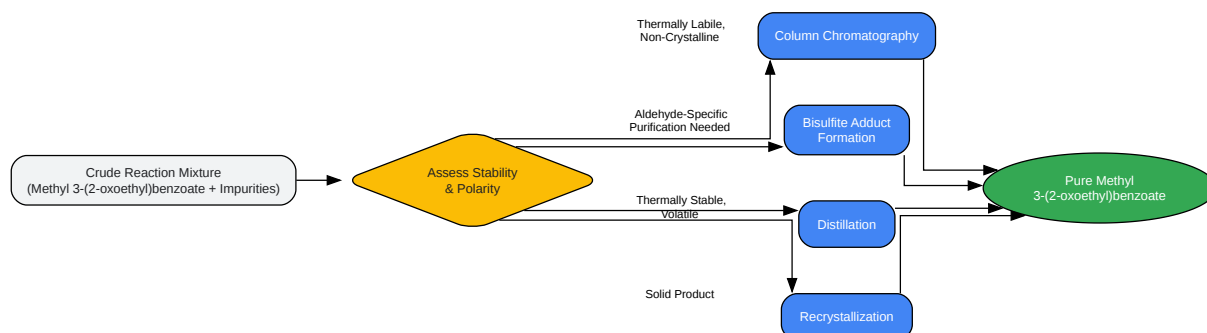 Thermally Labile,
Non-Crystalline
Column Chromatography
Aldehyde-Specific
Purification Needed
Bisulfite Adduct
Formation
Crude Reaction Mixture
(Methyl 3-(2-oxoethyl)benzoate + Impurities)
Assess Stability
& Polarity
Pure Methyl
3-(2-oxoethyl)benzoate
Thermally Stable,
Volatile
Distillation
Solid Product
Recrystallization